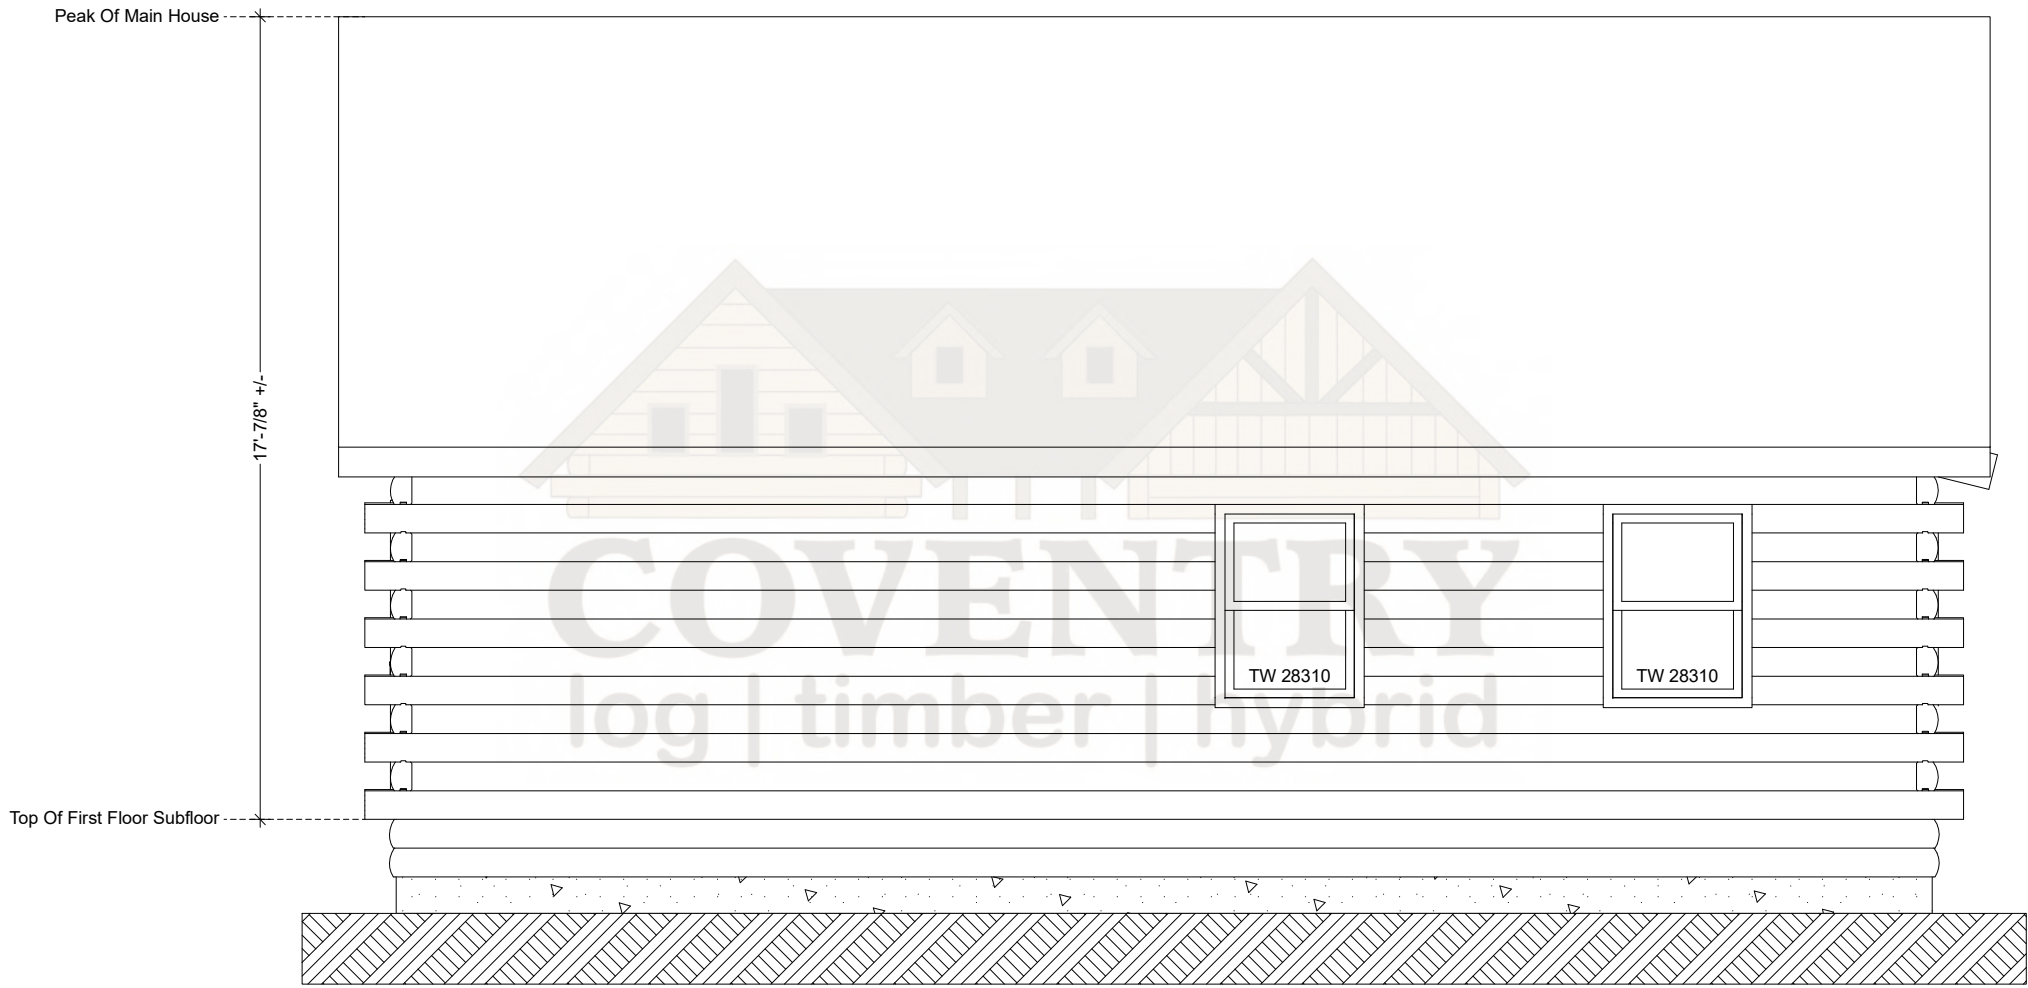 Peak Of Main House
17'-7/8" +/-
COVENTRY
TW 28310
TW 28310
log | timber | hybrid
Top Of First Floor Subfloor